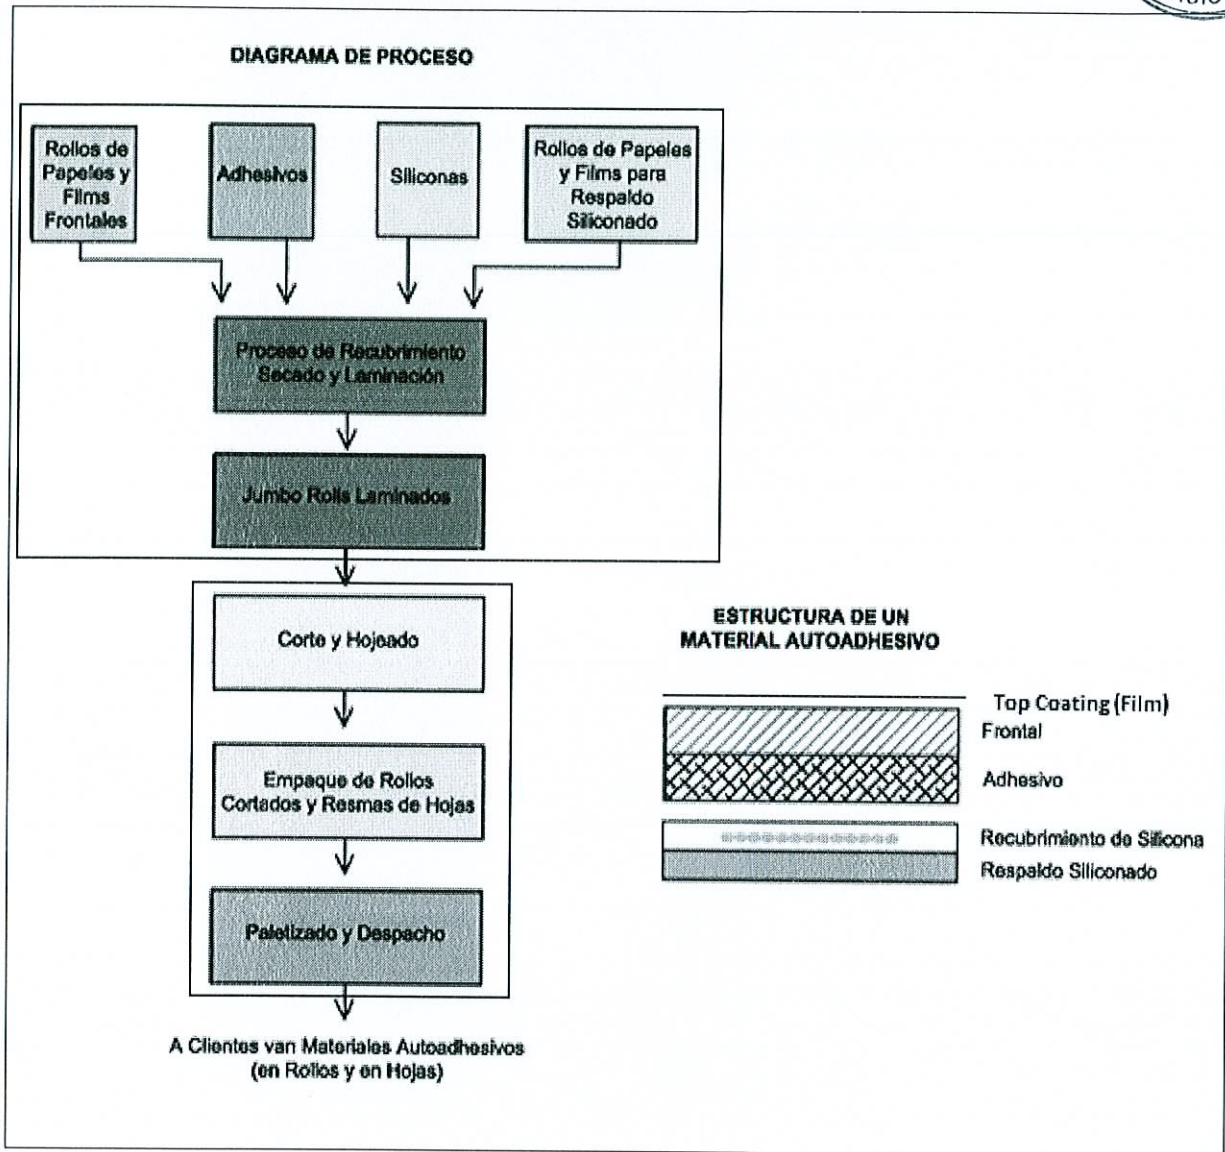 DIAGRAMA DE PROCESO
Rollos de
Papeles y
Films
Frontales
Adhesivos
Siliconas
Rollos de Papeles
y Films para
Respaldo
Siliconado
Proceso de Recubrimiento
Secado y Laminación
Jumbo Rolls Laminados
Corte y Hojeado
Empaque de Rollos
Cortados y Resmas de Hojas
Paletizado y Despacho
A Clientes van Materiales Autoadhesivos
(en Rollos y en Hojas)
ESTRUCTURA DE UN
MATERIAL AUTOADHESIVO
Top Coating (Film)
Frontal
Adhesivo
Recubrimiento de Silicona
Respaldo Siliconado